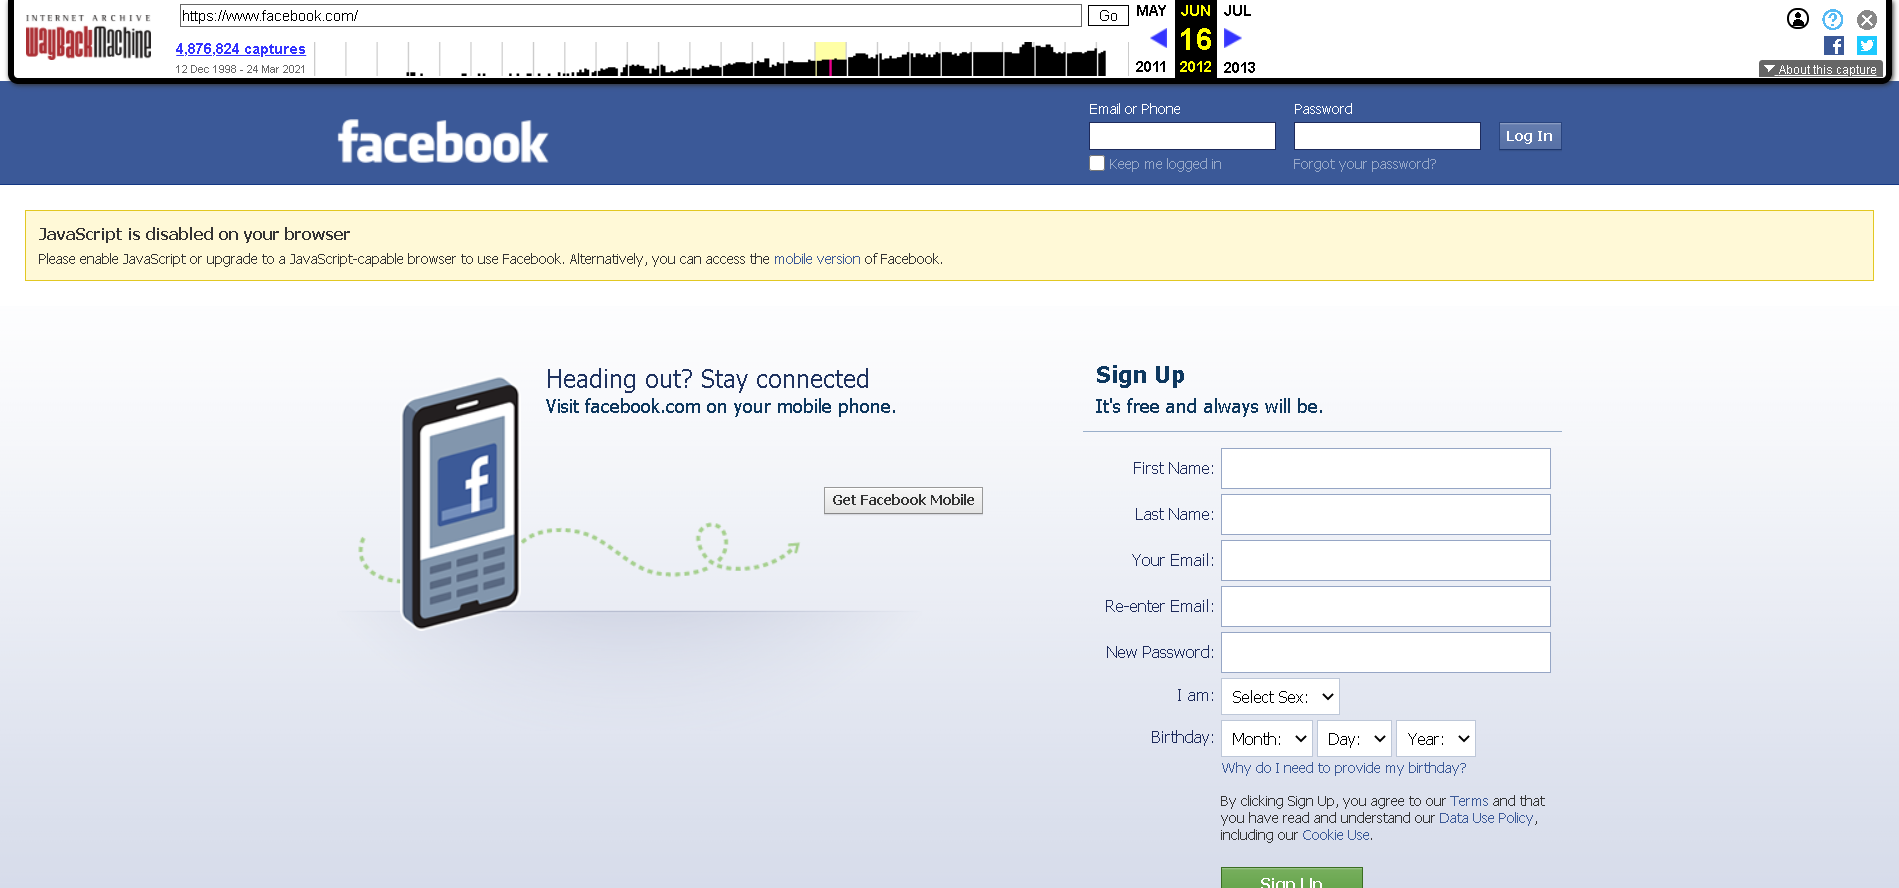 INTERNET ARCHIVE
WayBackMachine
https://www.facebook.com/
Go
4,876,824 captures
12 Dec 1998 - 24 Mar 2021
MAY JUN JUL
16
2011 2012 2013
?
f
About this capture
facebook
Email or Phone
Password
Log In
Keep me logged in
Forgot your password?
JavaScript is disabled on your browser
Please enable JavaScript or upgrade to a JavaScript-capable browser to use Facebook. Alternatively, you can access the mobile version of Facebook.
Heading out? Stay connected
Visit facebook.com on your mobile phone.
f
Get Facebook Mobile
Sign Up
It's free and always will be.
First Name:
Last Name:
Your Email:
Re-enter Email:
New Password:
I am: Select Sex:
Birthday: Month: Day: Year:
Why do I need to provide my birthday?
By clicking Sign Up, you agree to our Terms and that
you have read and understand our Data Use Policy,
including our Cookie Use.
Sign Up